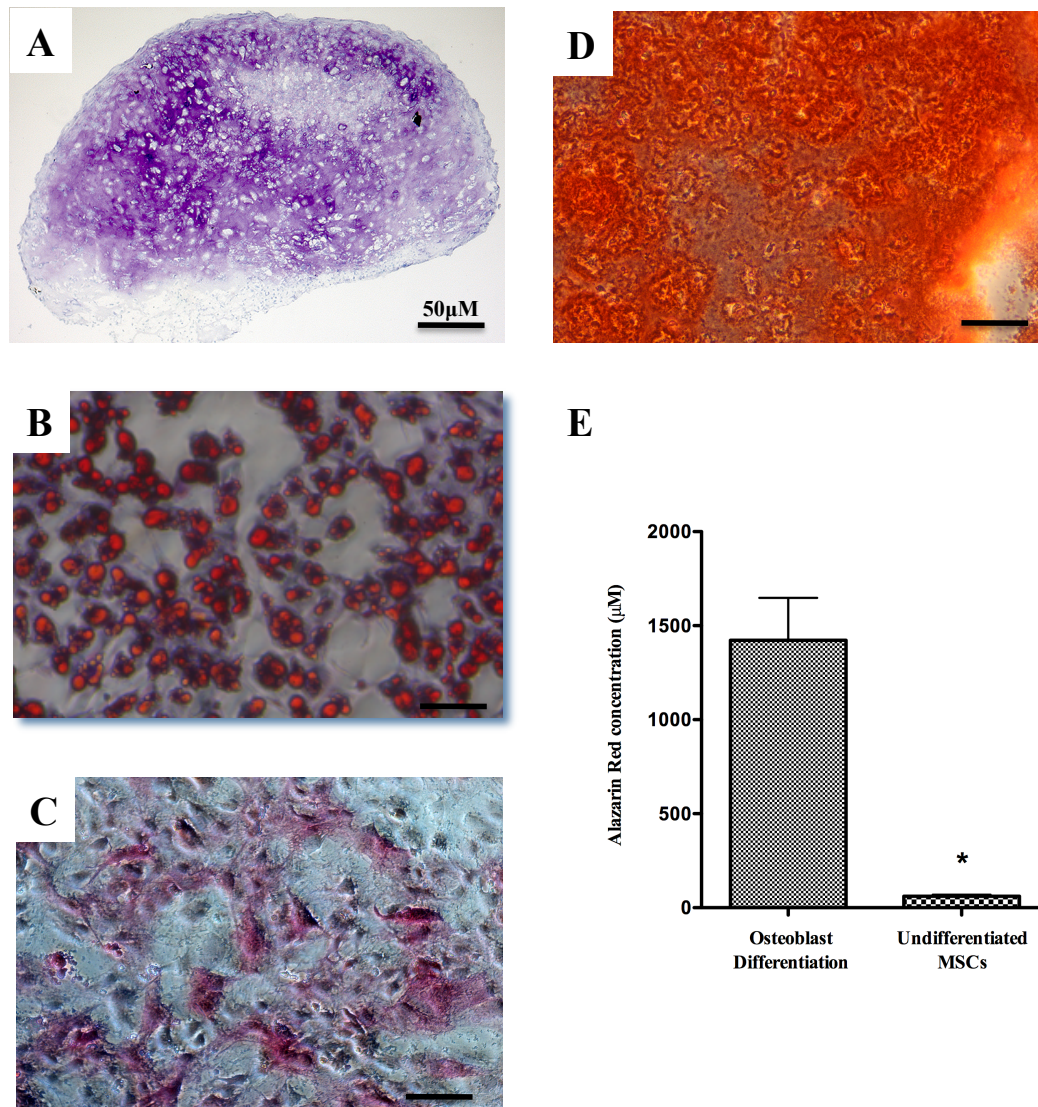 A
50µM
B
C
D
E
2000
1500
1000
500
0
Alazarin Red concentration (µM)
*
Osteoblast
Differentiation
Undifferentiated
MSCs